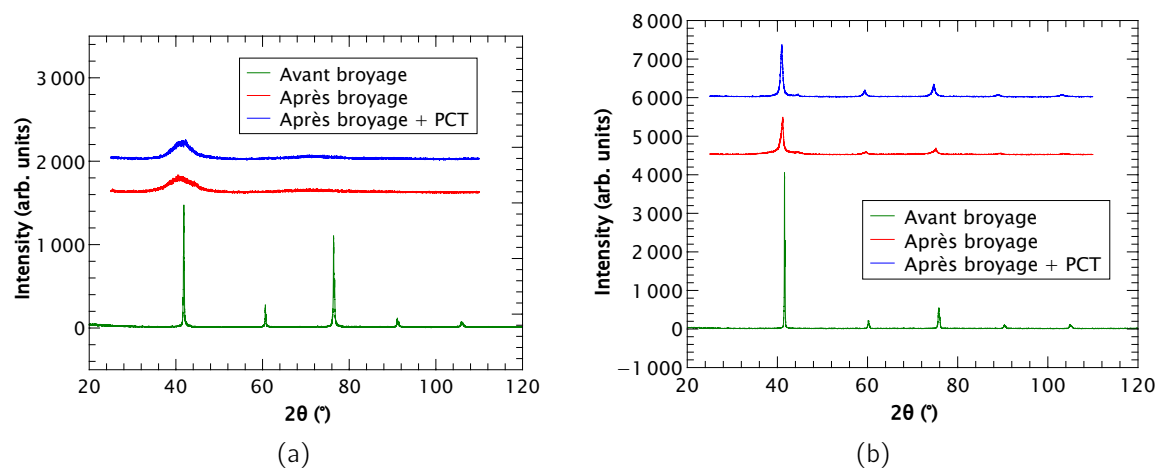 3 000
2 000
1 000
0
20 40 60 80 100 120
Intensity (arb. units)
2θ (°)
Avant broyage
Après broyage
Après broyage + PCT
(a)
8 000
7 000
6 000
5 000
4 000
3 000
2 000
1 000
0
−1 000
20 40 60 80 100 120
Intensity (arb. units)
2θ (°)
Avant broyage
Après broyage
Après broyage + PCT
(b)